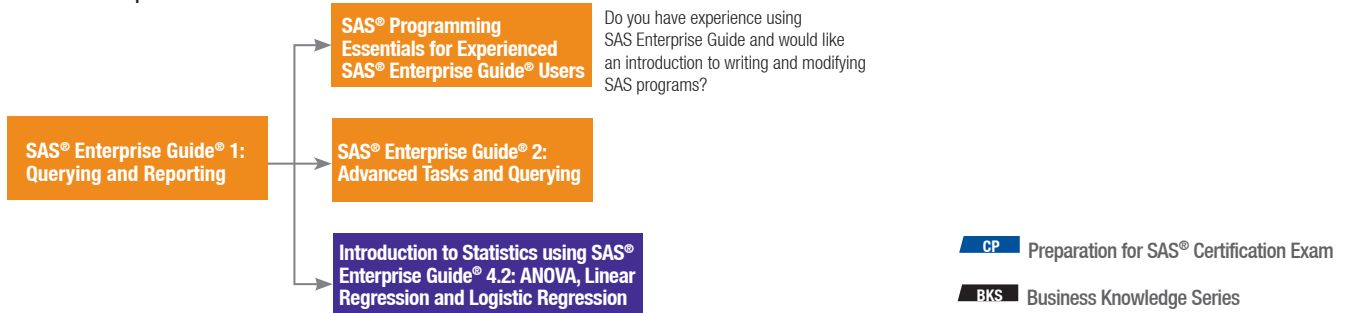 SAS® Programming
Essentials for Experienced
SAS® Enterprise Guide® Users
Do you have experience using
SAS Enterprise Guide and would like
an introduction to writing and modifying
SAS programs?
SAS® Enterprise Guide® 1:
Querying and Reporting
SAS® Enterprise Guide® 2:
Advanced Tasks and Querying
Introduction to Statistics using SAS®
Enterprise Guide® 4.2: ANOVA, Linear
Regression and Logistic Regression
CP Preparation for SAS® Certification Exam
BKS Business Knowledge Series